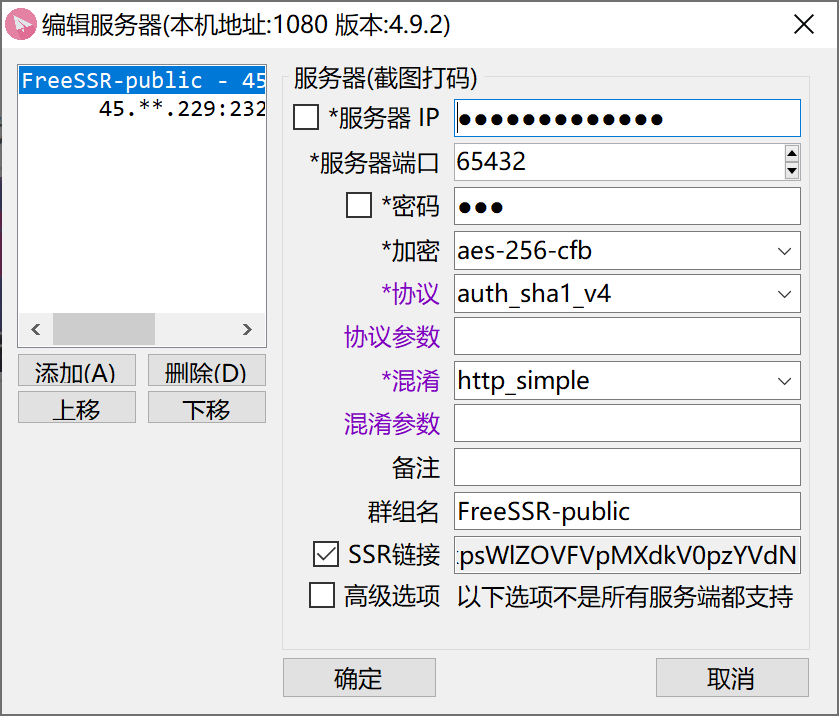 编辑服务器(本机地址:1080 版本:4.9.2)
FreeSSR-public - 45
45.**.229:232
添加(A)
删除(D)
上移
下移
服务器(截图打码)
*服务器 IP ●●●●●●●●●●●●●
*服务器端口 65432
*密码 ●●●
*加密 aes-256-cfb
*协议 auth_sha1_v4
协议参数
*混淆 http_simple
混淆参数
备注
群组名 FreeSSR-public
SSR链接 psWlZOVFVpMXdkV0pzYVdN
高级选项 以下选项不是所有服务端都支持
确定
取消